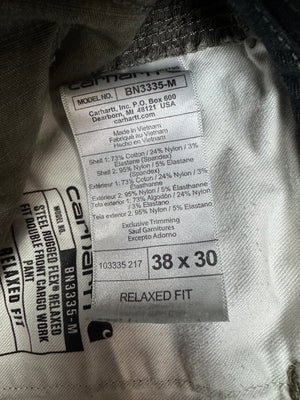 carhartt
MODEL NO. BN3335-M
Carhartt, Inc. P.O. Box 600
Dearborn, MI 48121 USA
carhartt.com
Made in Vietnam
Fabriqué au Vietnam
Hecho en Vietnam
Shell 1: 73% Cotton / 24% Nylon / 3%
Elastane (Spandex)
Shell 2: 95% Nylon / 5% Elastane
(Spandex)
Extérieur 1: 73% Coton / 24% Nylon / 3%
Élasthanne
Extérieur 2: 95% Nylon / 5% Élasthanne
Tela exterior 1: 73% Algodón / 24% Nylon /
3% Elastano
Tela exterior 2: 95% Nylon / 5% Elastano
Exclusive Trimming
Sauf Garnitures
Excepto Adorno
103335 217 38 x 30
RELAXED FIT
carhartt
MODEL NO. BN3335-M
STEEL RUGGED FLEX® RELAXED
FIT DOUBLE FRONT CARGO WORK
PANT
RELAXED FIT